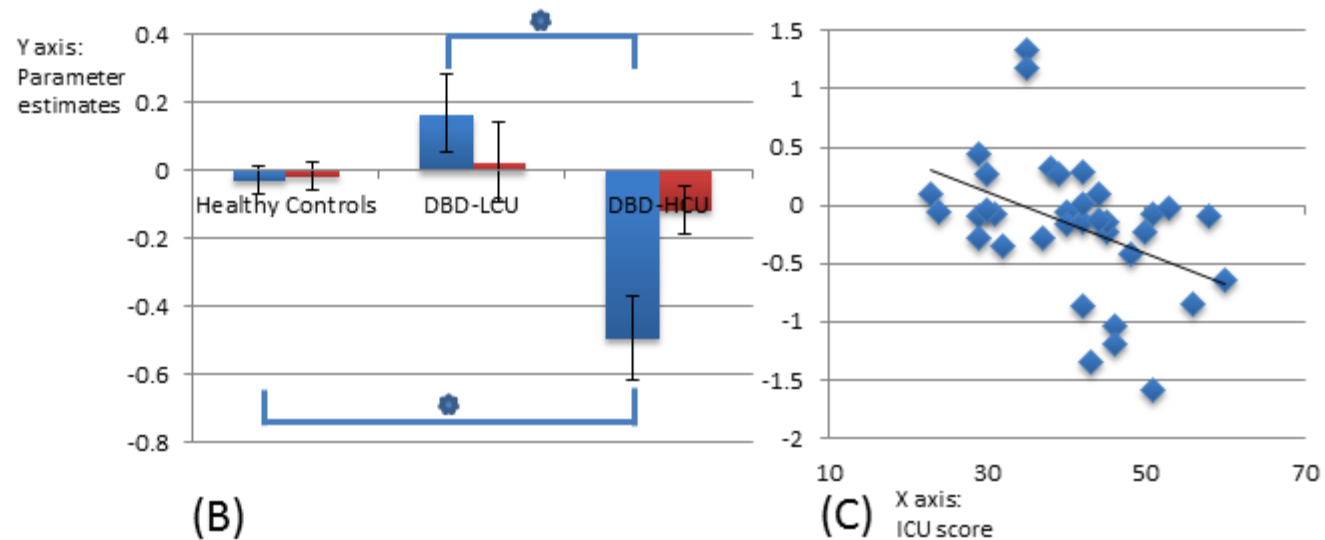 Y axis:
Parameter
estimates
0.4
0.2
0
-0.2
-0.4
-0.6
-0.8
Healthy Controls
DBD-LCU
DBD-HCU
(B)
1.5
1
0.5
0
-0.5
-1
-1.5
-2
10
30
50
70
(C)
X axis:
ICU score